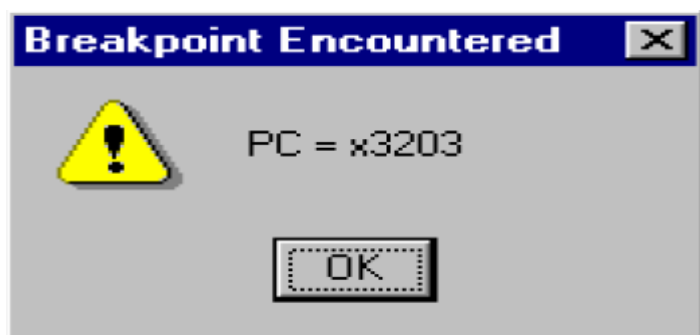 Breakpoint Encountered
PC = x3203
OK